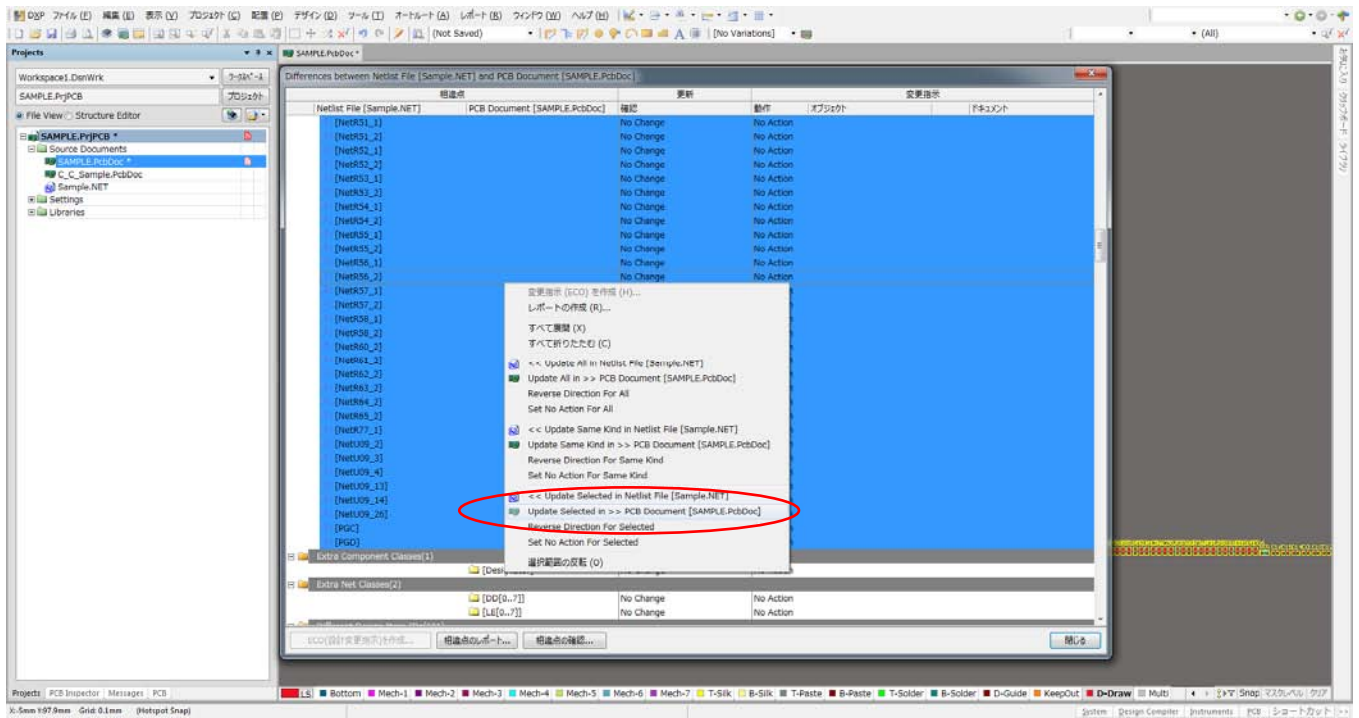 DXP ファイル (F) 編集 (E) 表示 (V) プロジェクト (C) 配置 (P) デザイン (D) ツール (T) オートルート (A) レポート (R) ウィンドウ (W) ヘルプ (H)
(Not Saved) [No Variations] (All)
Projects
SAMPLE.PcbDoc *
Workspace1.DsnWrk ワークスペース
SAMPLE.PrjPCB プロジェクト
File View Structure Editor
SAMPLE.PrjPCB *
Source Documents
SAMPLE.PcbDoc *
C_C_Sample.PcbDoc
Sample.NET
Settings
Libraries
Differences between Netlist File [Sample.NET] and PCB Document [SAMPLE.PcbDoc]
相違点 更新 変更指示
Netlist File [Sample.NET] PCB Document [SAMPLE.PcbDoc] 確認 動作 オブジェクト ドキュメント
[NetR51_1] No Change No Action
[NetR51_2] No Change No Action
[NetR52_1] No Change No Action
[NetR52_2] No Change No Action
[NetR53_1] No Change No Action
[NetR53_2] No Change No Action
[NetR54_1] No Change No Action
[NetR54_2] No Change No Action
[NetR55_1] No Change No Action
[NetR55_2] No Change No Action
[NetR56_1] No Change No Action
[NetR56_2] No Change No Action
[NetR57_1]
[NetR57_2]
[NetR58_1]
[NetR58_2]
[NetR60_2]
[NetR61_2]
[NetR62_2]
[NetR63_2]
[NetR64_2]
[NetR65_2]
[NetR77_1]
[NetU09_2]
[NetU09_3]
[NetU09_4]
[NetU09_13]
[NetU09_14]
[NetU09_26]
[PGC]
[PGD]
変更指示 (ECO) を作成 (H)...
レポートの作成 (R)...
すべて展開 (X)
すべて折りたたむ (C)
<< Update All in Netlist File [Sample.NET]
Update All in >> PCB Document [SAMPLE.PcbDoc]
Reverse Direction For All
Set No Action For All
<< Update Same Kind in Netlist File [Sample.NET]
Update Same Kind in >> PCB Document [SAMPLE.PcbDoc]
Reverse Direction For Same Kind
Set No Action For Same Kind
<< Update Selected in Netlist File [Sample.NET]
Update Selected in >> PCB Document [SAMPLE.PcbDoc]
Reverse Direction For Selected
Set No Action For Selected
選択範囲の反転 (O)
Extra Component Classes(1)
Extra Net Classes(2)
[DD[0..7]] No Change No Action
[LE[0..7]] No Change No Action
ECO(設計変更指示)を作成... 相違点のレポート... 相違点の確認... 閉じる
お気に入り クリップボード ライブラリ
Projects PCB Inspector Messages PCB
LS Bottom Mech-1 Mech-2 Mech-3 Mech-4 Mech-5 Mech-6 Mech-7 T-Silk B-Silk T-Paste B-Paste T-Solder B-Solder D-Guide KeepOut D-Draw Multi Snap マスクレベル クリア
X:-5mm Y:97.9mm Grid: 0.1mm (Hotspot Snap) System Design Compiler Instruments PCB ショートカット >>